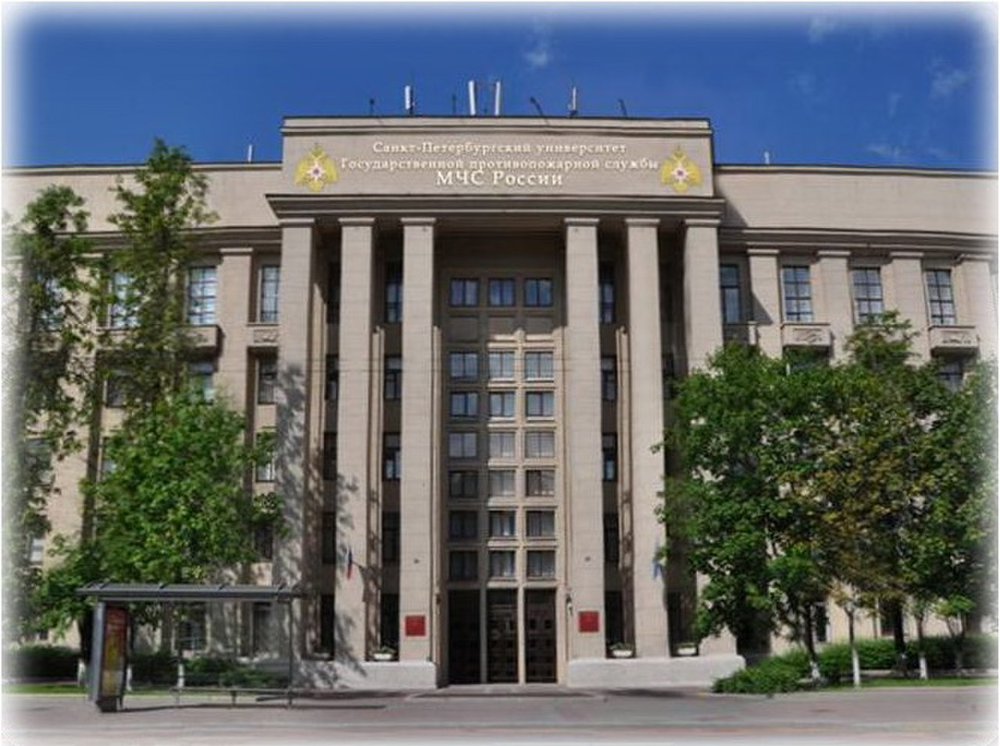 Санкт-Петербургский университет
Государственной противопожарной службы
МЧС России